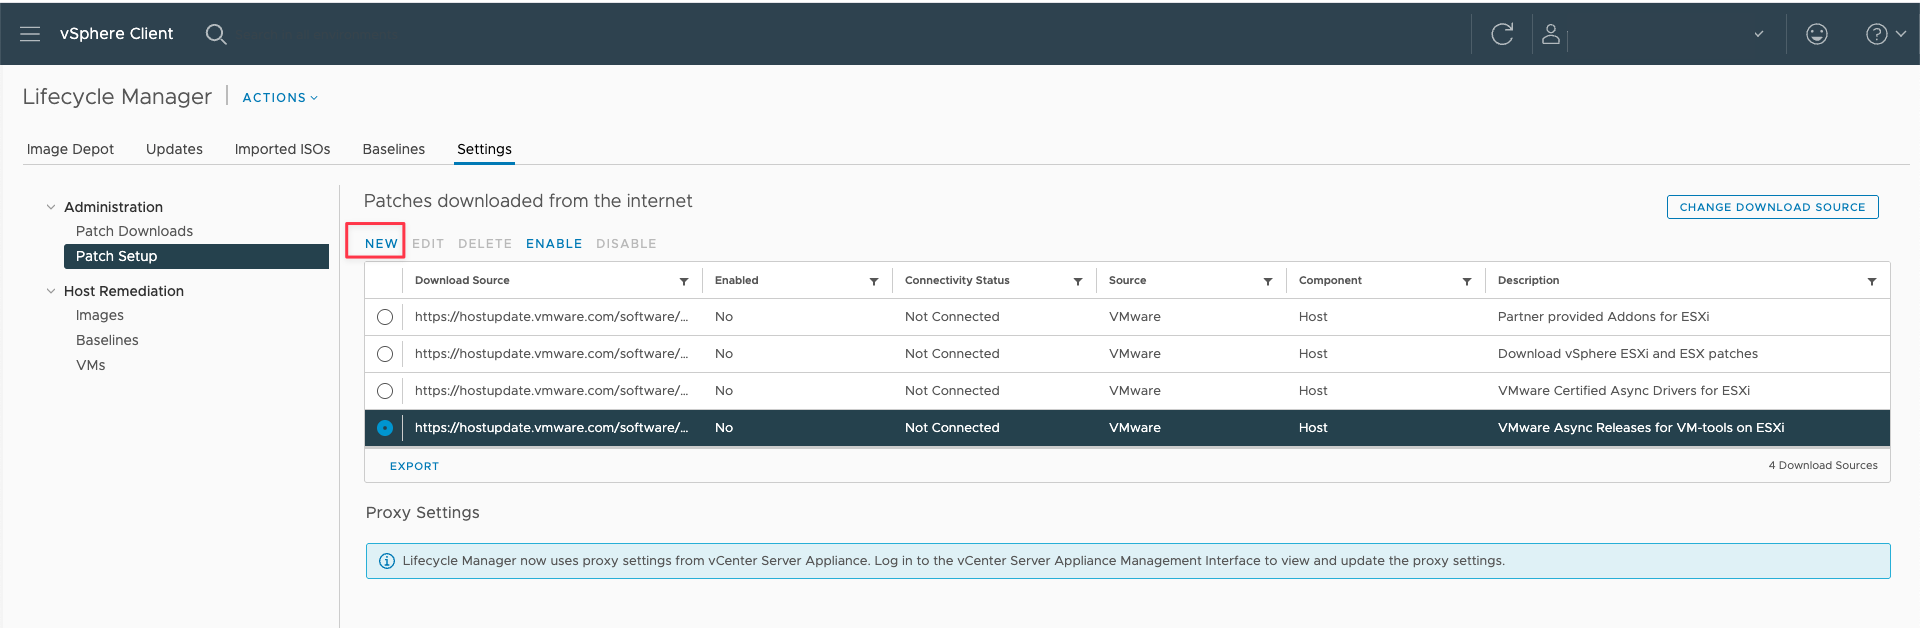 vSphere Client
Lifecycle Manager ACTIONS
Image Depot Updates Imported ISOs Baselines Settings
Administration
Patch Downloads
Patch Setup
Host Remediation
Images
Baselines
VMs
Patches downloaded from the internet
CHANGE DOWNLOAD SOURCE
NEW EDIT DELETE ENABLE DISABLE
Download Source Enabled Connectivity Status Source Component Description
https://hostupdate.vmware.com/software/... No Not Connected VMware Host Partner provided Addons for ESXi
https://hostupdate.vmware.com/software/... No Not Connected VMware Host Download vSphere ESXi and ESX patches
https://hostupdate.vmware.com/software/... No Not Connected VMware Host VMware Certified Async Drivers for ESXi
https://hostupdate.vmware.com/software/... No Not Connected VMware Host VMware Async Releases for VM-tools on ESXi
EXPORT 4 Download Sources
Proxy Settings
Lifecycle Manager now uses proxy settings from vCenter Server Appliance. Log in to the vCenter Server Appliance Management Interface to view and update the proxy settings.